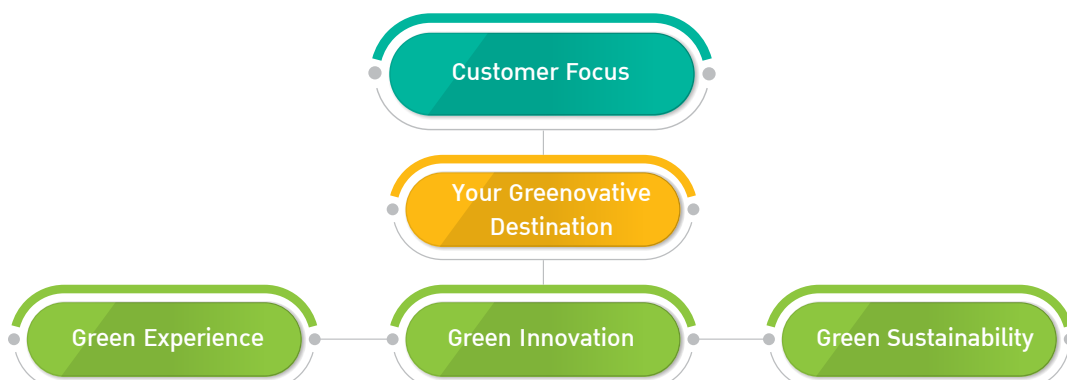 Customer Focus
Your Greenovative
Destination
Green Experience
Green Innovation
Green Sustainability